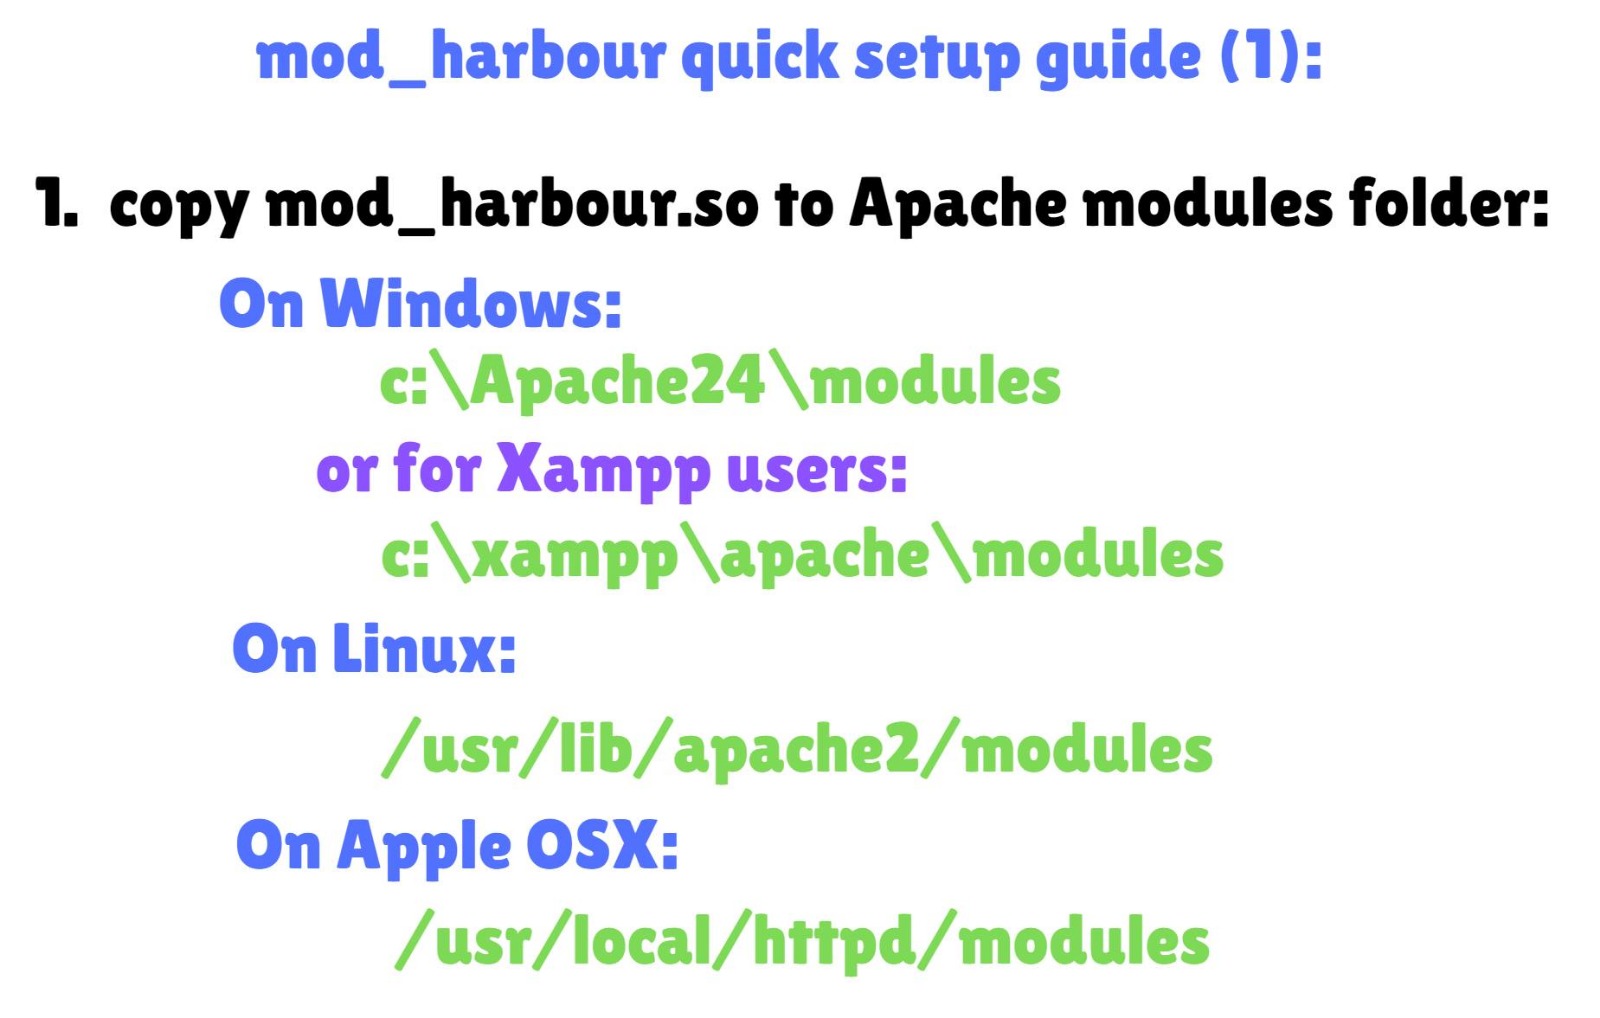 mod_harbour quick setup guide (1):
1. copy mod_harbour.so to Apache modules folder:
On Windows:
c:\Apache24\modules
or for Xampp users:
c:\xampp\apache\modules
On Linux:
/usr/lib/apache2/modules
On Apple OSX:
/usr/local/httpd/modules